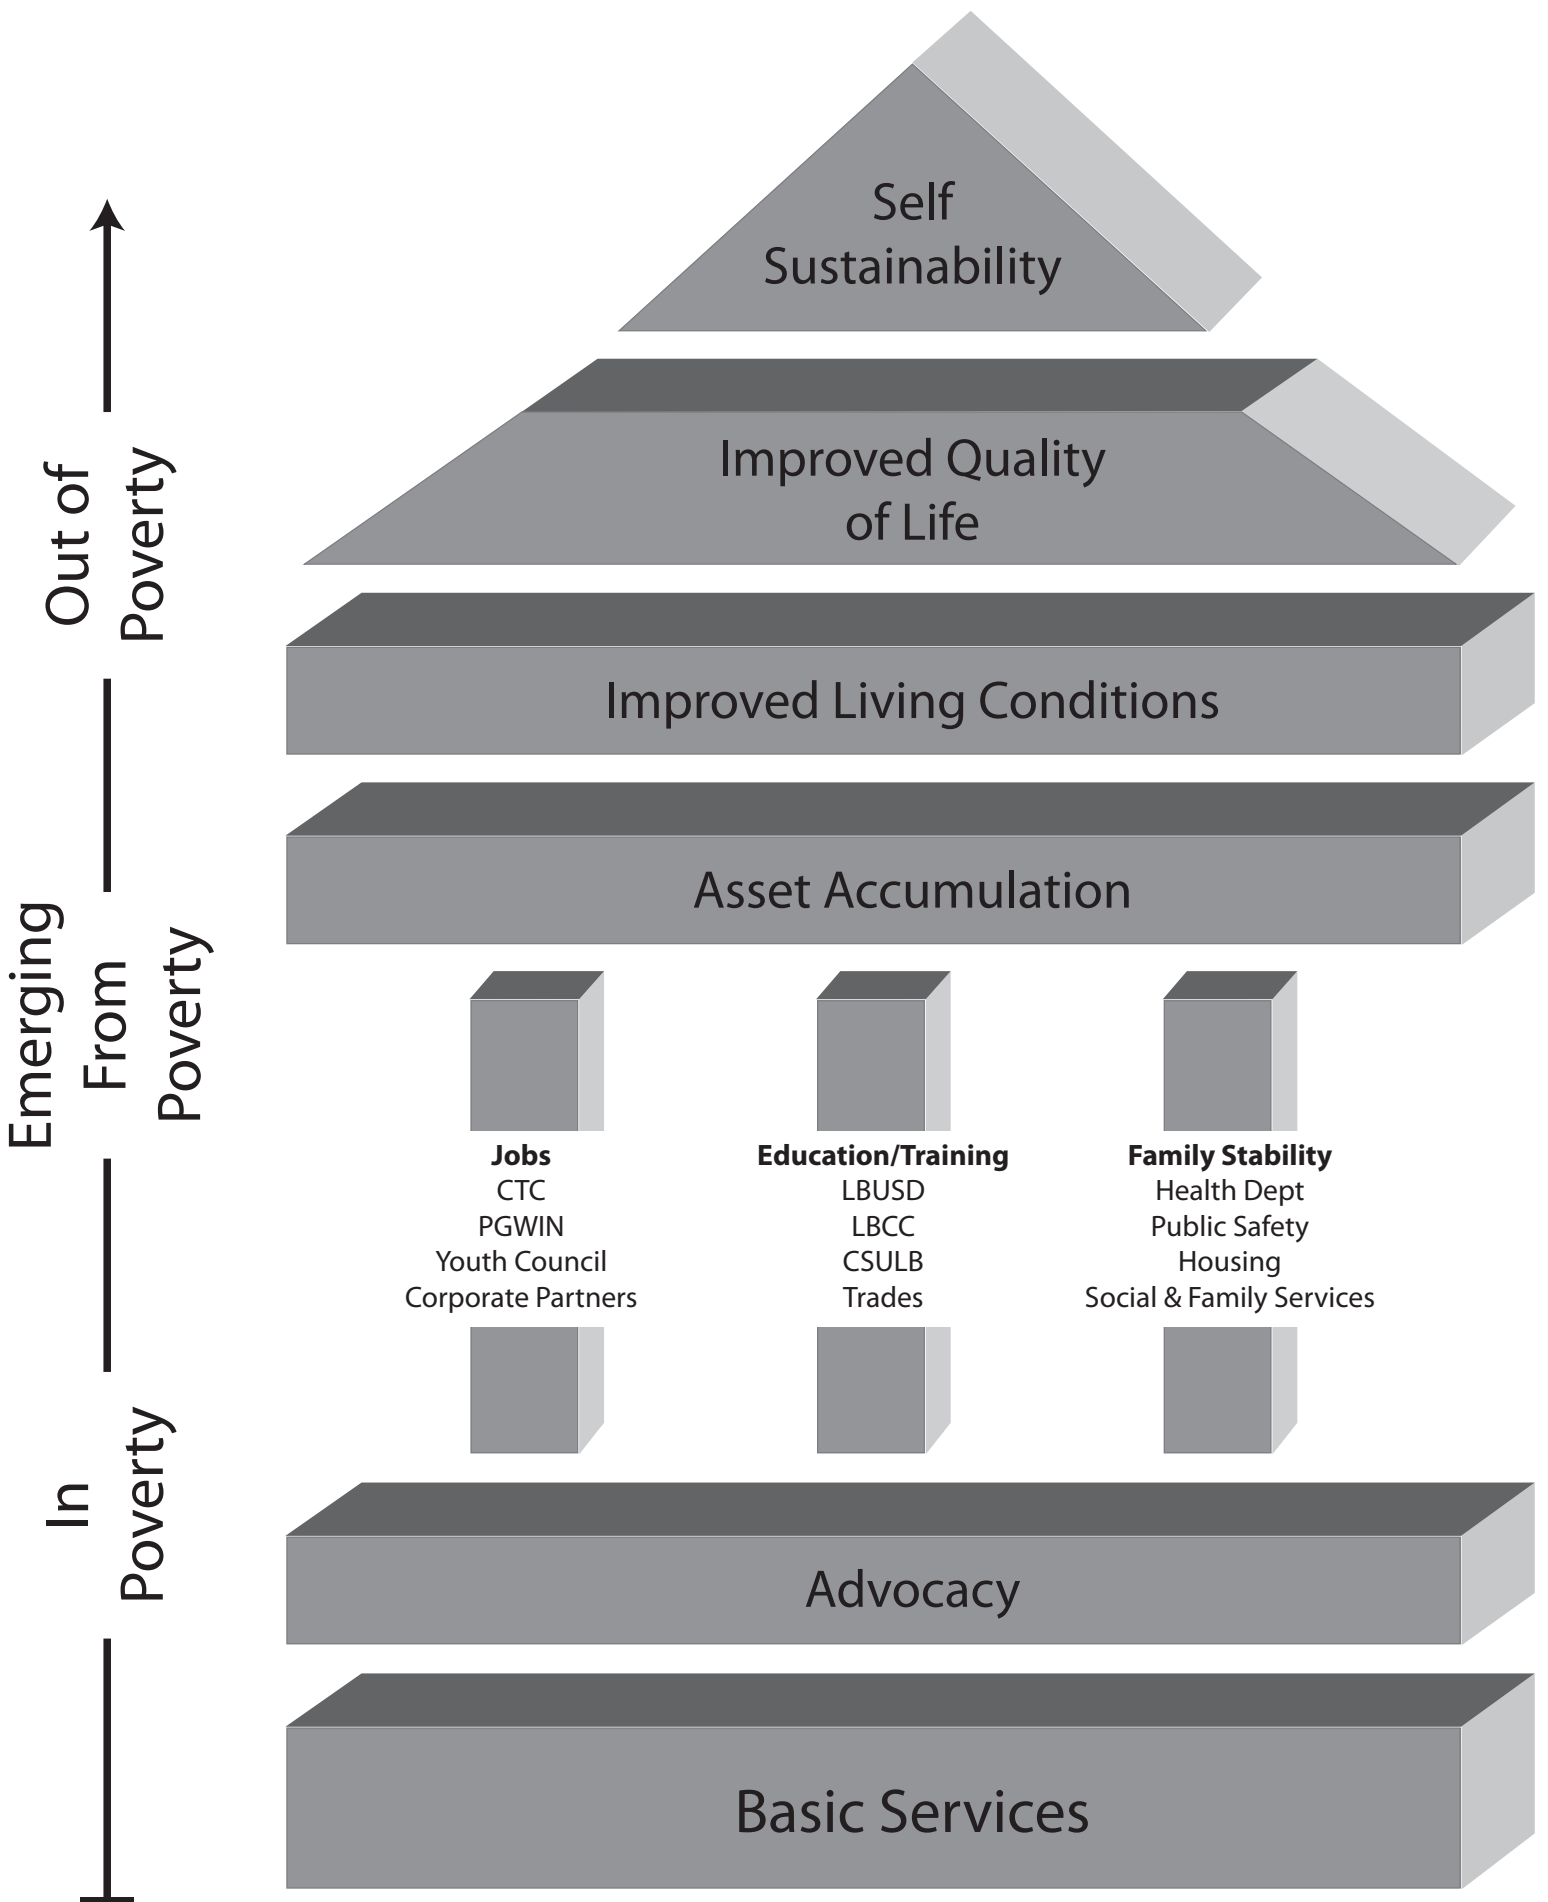 Self
Sustainability
Improved Quality
of Life
Improved Living Conditions
Asset Accumulation
Jobs
CTC
PGWIN
Youth Council
Corporate Partners
Education/Training
LBUSD
LBCC
CSULB
Trades
Family Stability
Health Dept
Public Safety
Housing
Social & Family Services
Advocacy
Basic Services
Out of
Poverty
Emerging
From
Poverty
In
Poverty